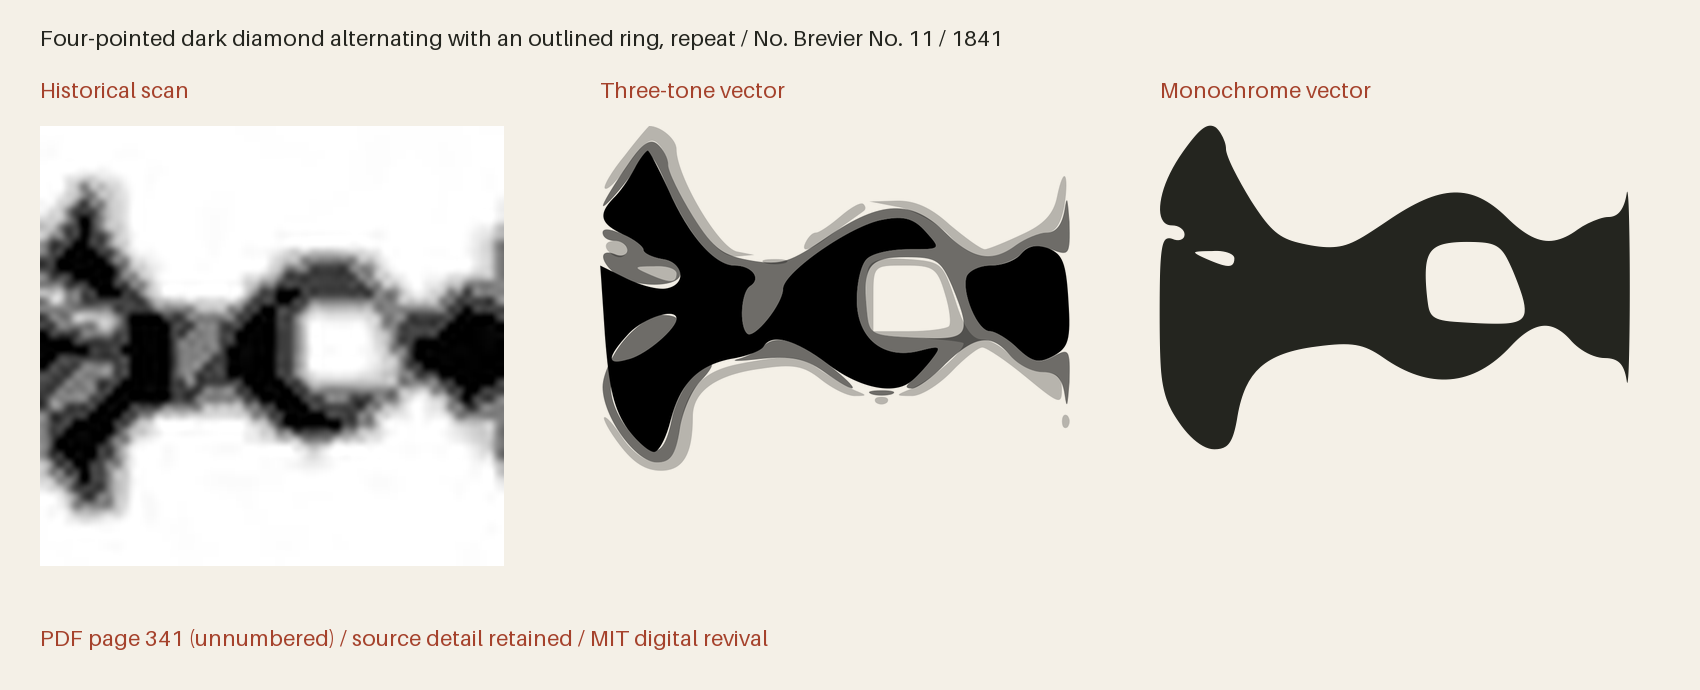 Four-pointed dark diamond alternating with an outlined ring, repeat / No. Brevier No. 11 / 1841
Historical scan
Three-tone vector
Monochrome vector
PDF page 341 (unnumbered) / source detail retained / MIT digital revival